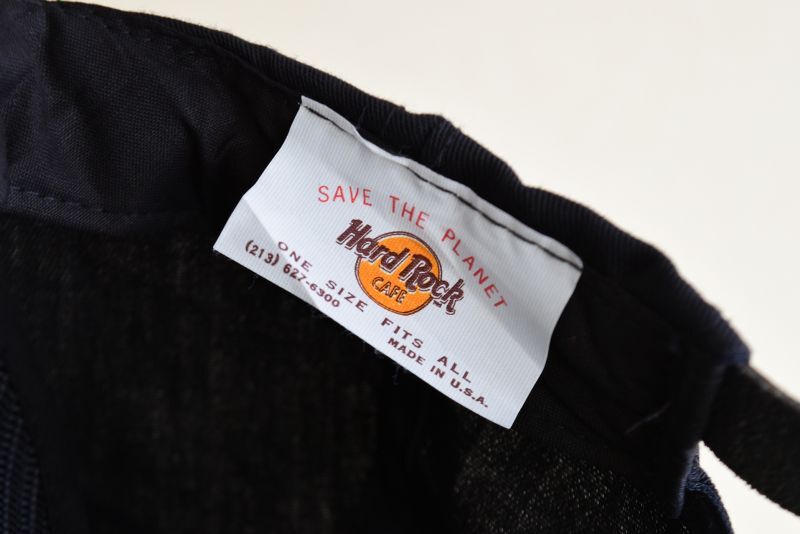 SAVE THE PLANET
Hard Rock
CAFE
ONE SIZE FITS ALL
(213) 627-6300
MADE IN U.S.A.